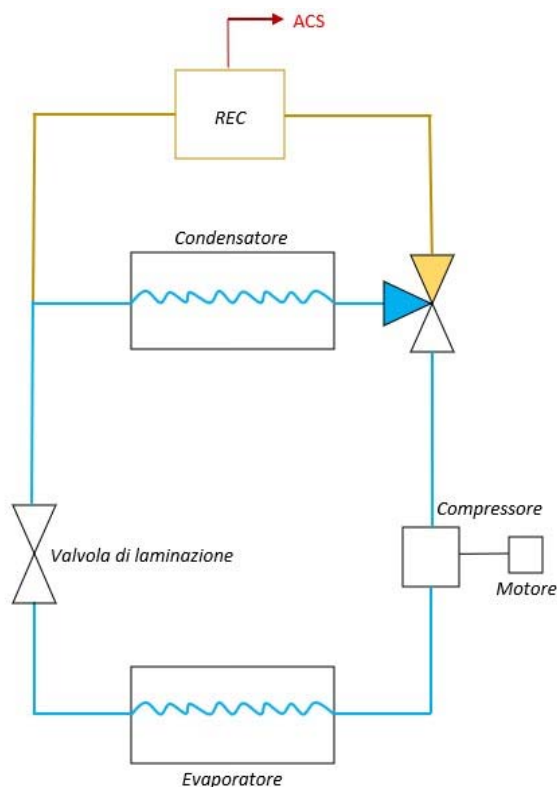 ACS
REC
Condensatore
Compressore
Valvola di laminazione
Motore
Evaporatore